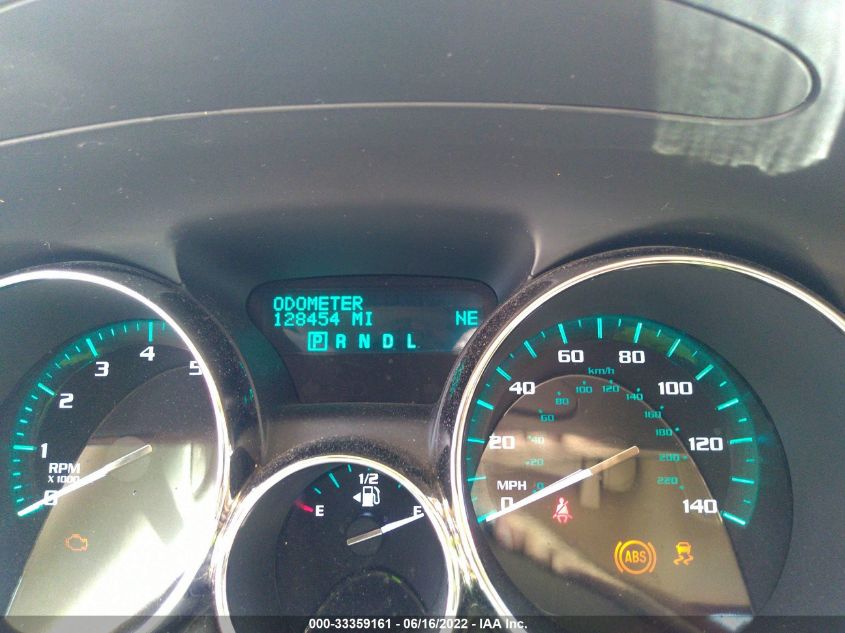 ODOMETER
128454 MI NE
P R N D L
0 1 2 3 4 5
RPM
X 1000
E 1/2 F
0 20 40 60 80 100 120 140
MPH
km/h
0 20 40 60 80 100 120 140 160 180 200 220
ABS
000-33359161 - 06/16/2022 - IAA Inc.